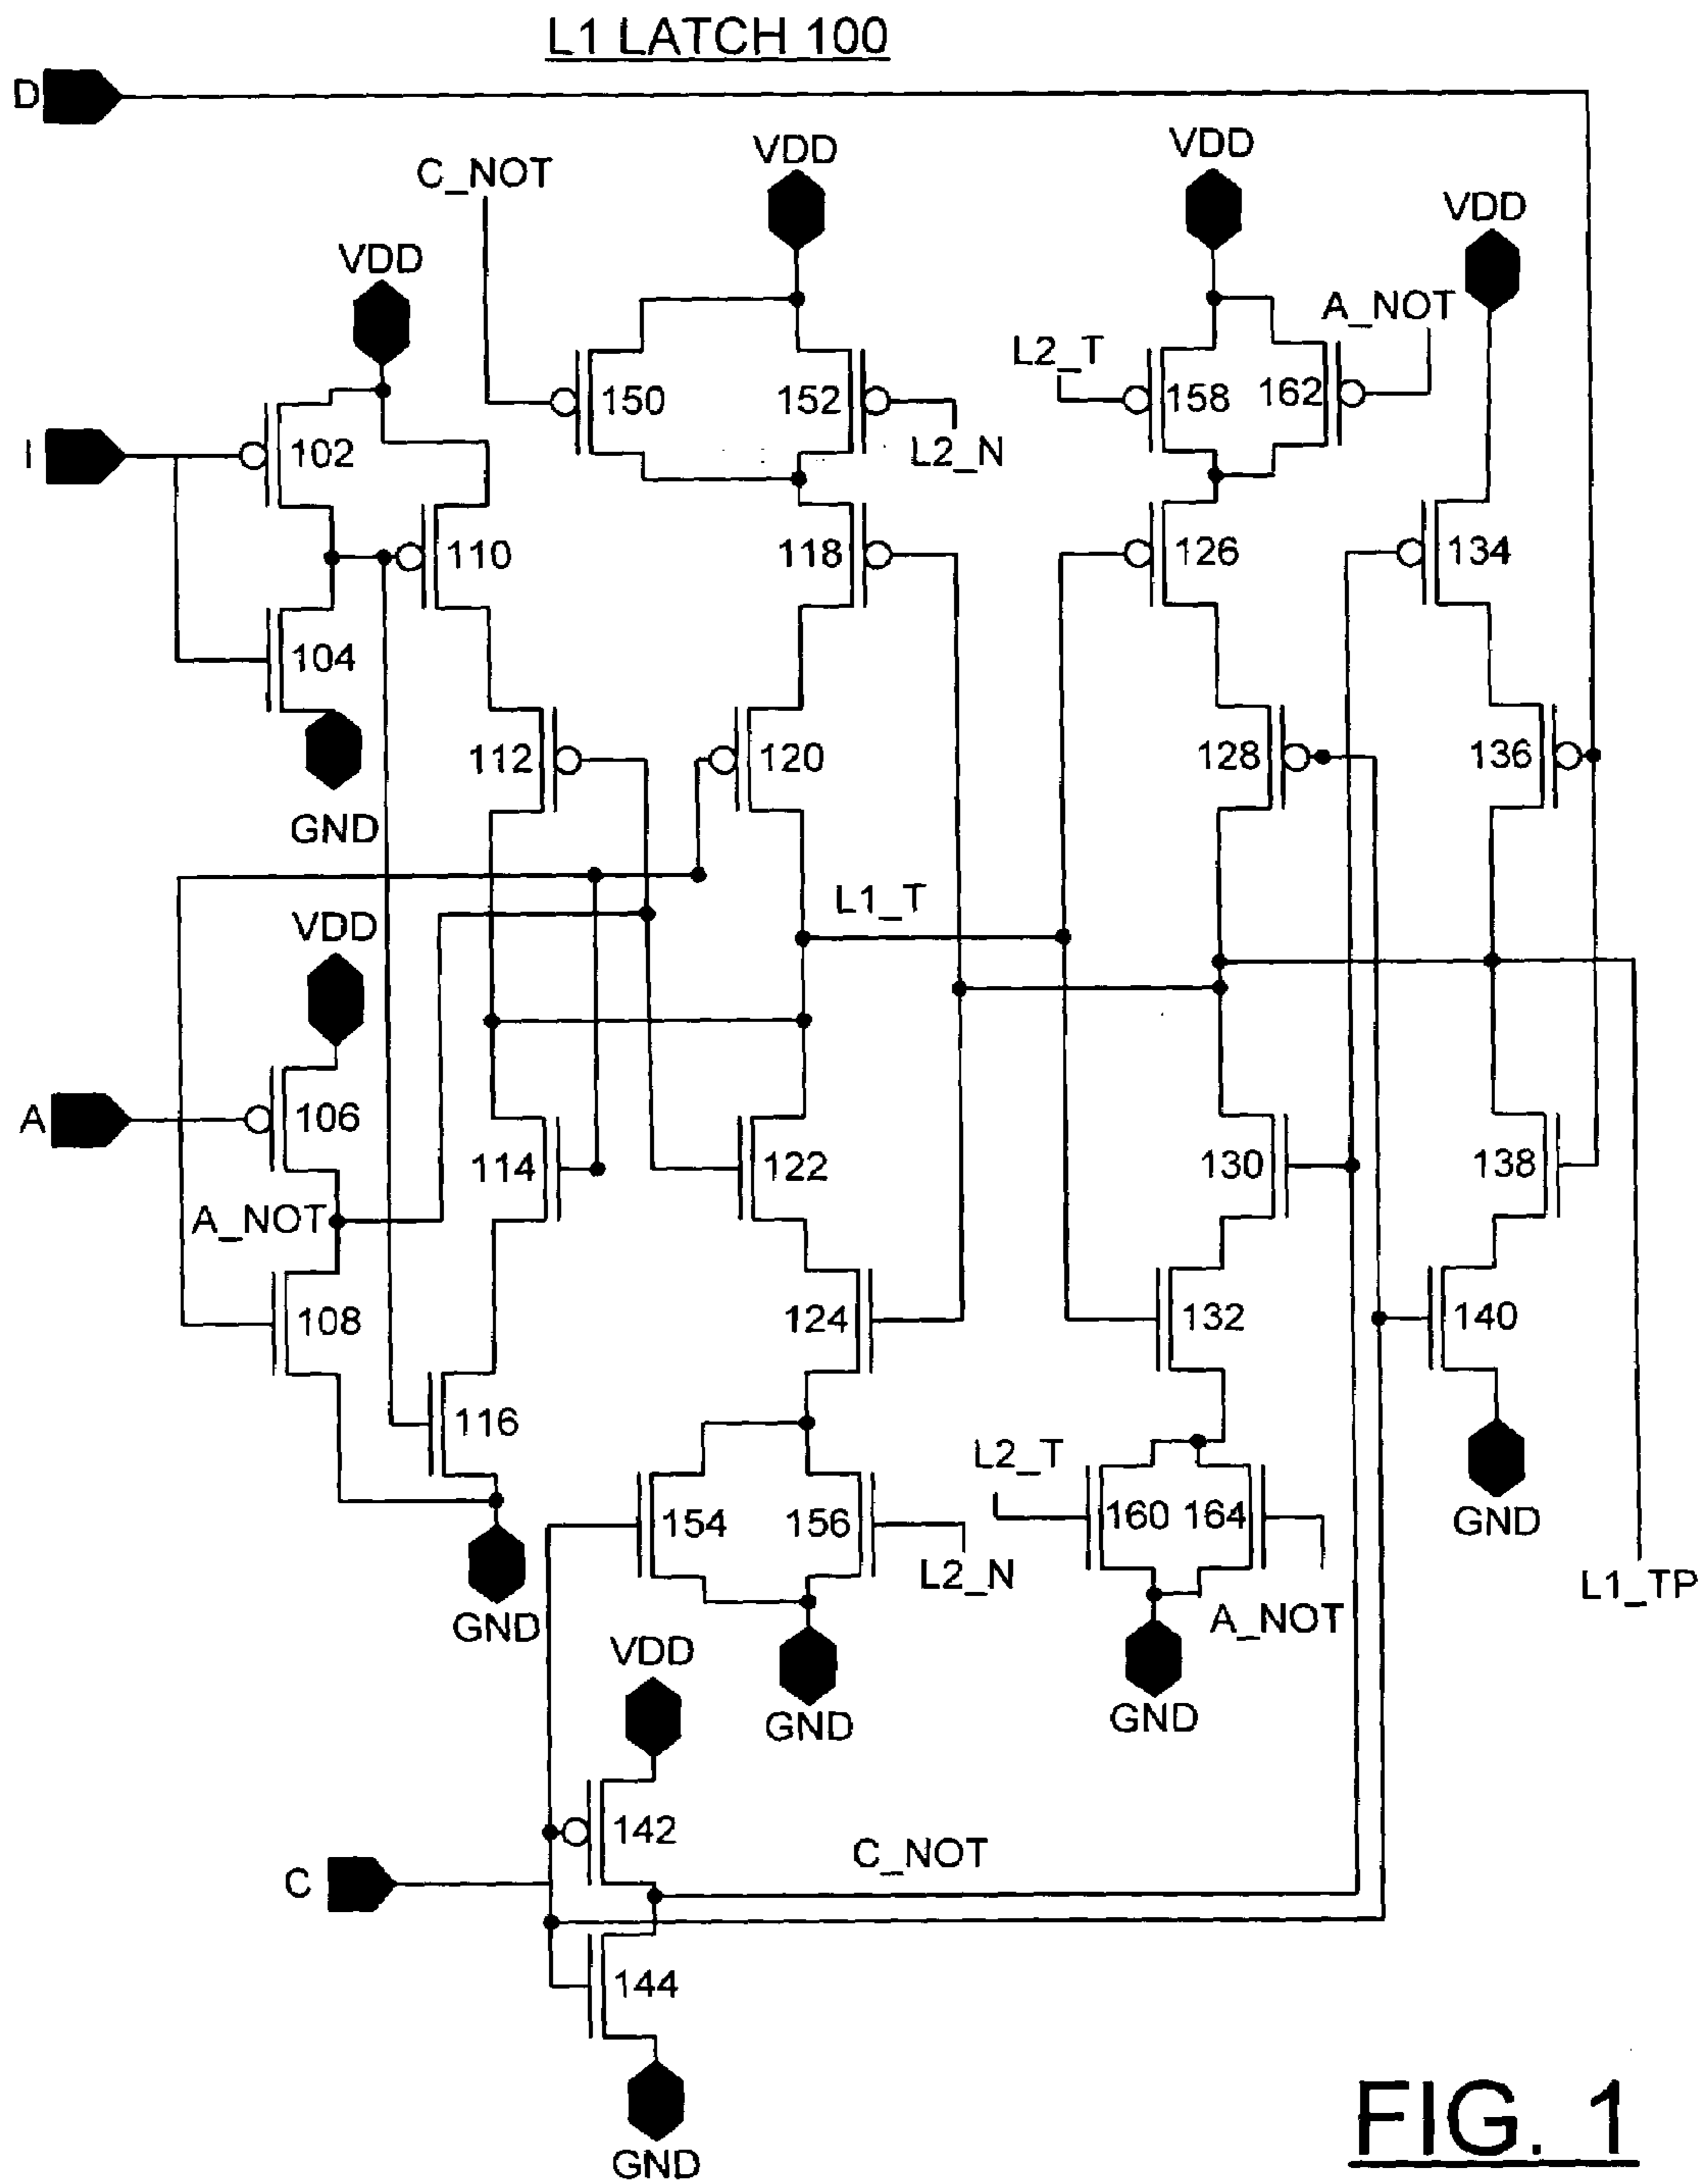 L1 LATCH 100
D
C_NOT
VDD
VDD
VDD
VDD
A_NOT
L2_T
150
152
158
162
I
102
L2_N
110
118
126
134
104
112
120
128
136
GND
L1_T
VDD
A
106
114
122
130
138
A_NOT
108
124
132
140
116
L2_T
154
156
160
164
GND
L2_N
L1_TP
GND
A_NOT
VDD
GND
GND
142
C_NOT
C
144
GND
FIG. 1